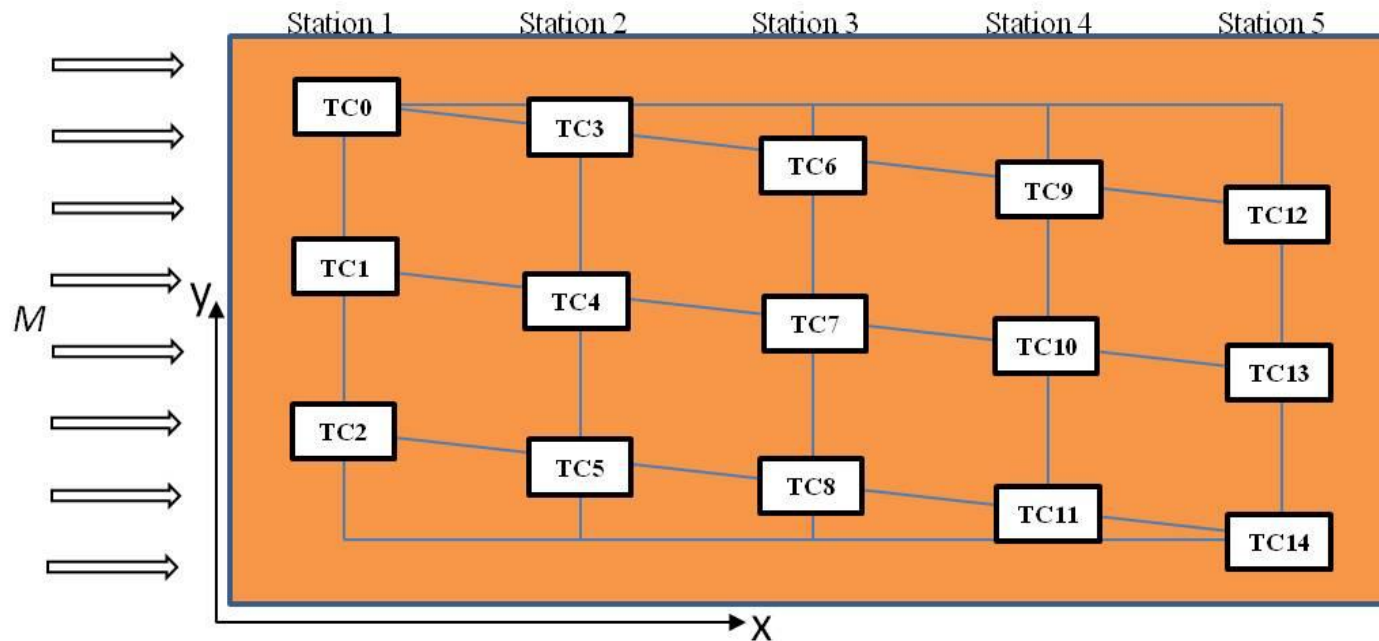 Station 1 Station 2 Station 3 Station 4 Station 5
TC0
TC3
TC6
TC9
TC12
TC1
TC4
TC7
TC10
TC13
TC2
TC5
TC8
TC11
TC14
M
y
x